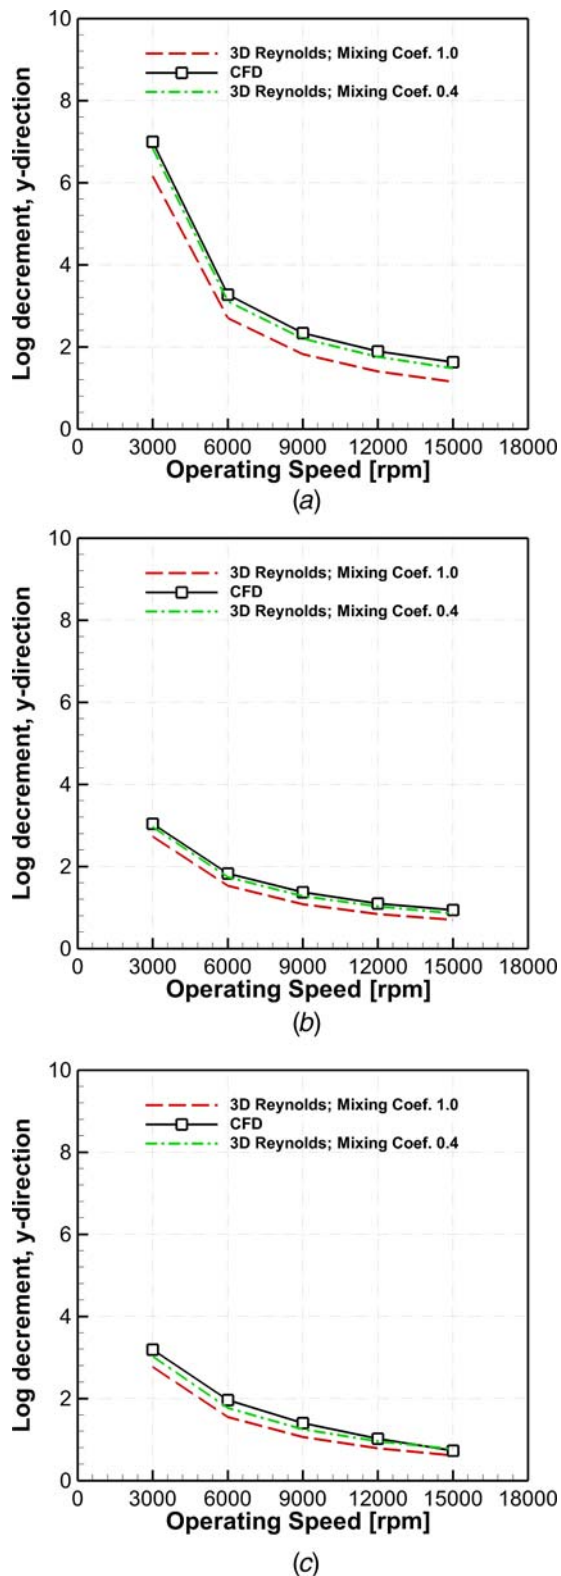 10
3D Reynolds; Mixing Coef. 1.0
CFD
3D Reynolds; Mixing Coef. 0.4
8
6
4
2
0
Log decrement, y-direction
0 3000 6000 9000 12000 15000 18000
Operating Speed [rpm]
(a)
10
3D Reynolds; Mixing Coef. 1.0
CFD
3D Reynolds; Mixing Coef. 0.4
8
6
4
2
0
Log decrement, y-direction
0 3000 6000 9000 12000 15000 18000
Operating Speed [rpm]
(b)
10
3D Reynolds; Mixing Coef. 1.0
CFD
3D Reynolds; Mixing Coef. 0.4
8
6
4
2
0
Log decrement, y-direction
0 3000 6000 9000 12000 15000 18000
Operating Speed [rpm]
(c)